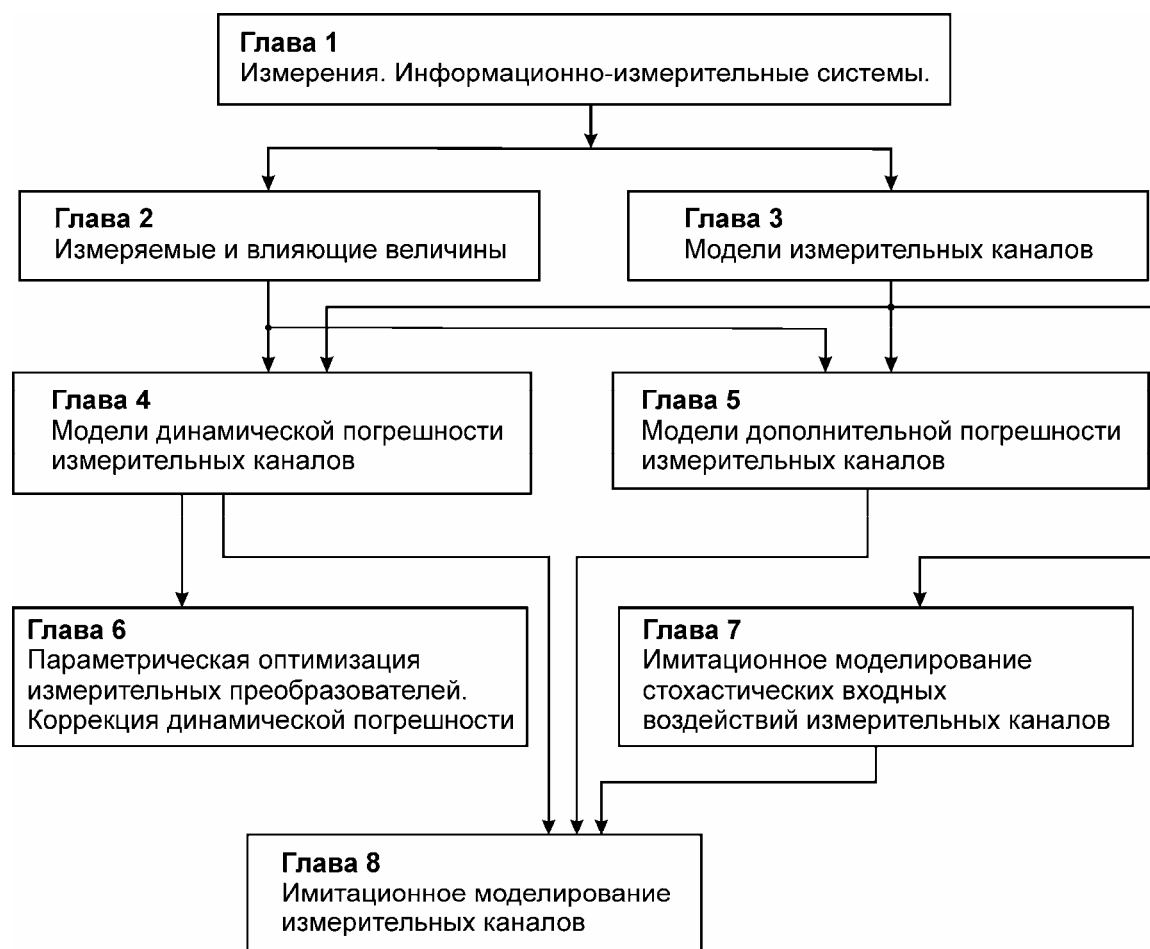 Глава 1
Измерения. Информационно-измерительные системы.
Глава 2
Измеряемые и влияющие величины
Глава 3
Модели измерительных каналов
Глава 4
Модели динамической погрешности
измерительных каналов
Глава 5
Модели дополнительной погрешности
измерительных каналов
Глава 6
Параметрическая оптимизация
измерительных преобразователей.
Коррекция динамической погрешности
Глава 7
Имитационное моделирование
стохастических входных
воздействий измерительных каналов
Глава 8
Имитационное моделирование
измерительных каналов